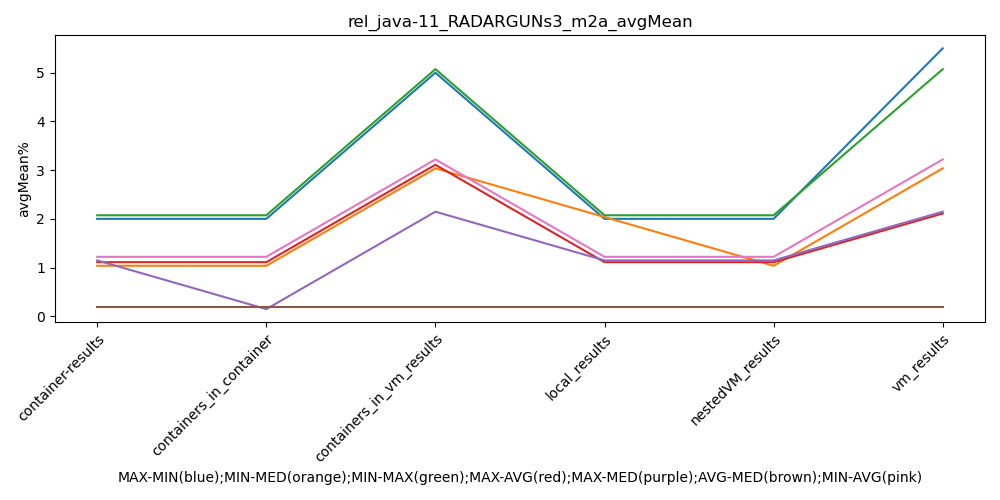 rel_java-11_RADARGUNs3_m2a_avgMean
avgMean%
5
4
3
2
1
0
container-results
containers_in_container
containers_in_vm_results
local_results
nestedVM_results
vm_results
MAX-MIN(blue);MIN-MED(orange);MIN-MAX(green);MAX-AVG(red);MAX-MED(purple);AVG-MED(brown);MIN-AVG(pink)